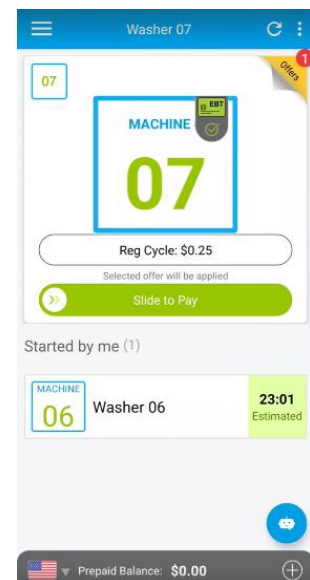 Washer 07
1
Offers
07
EBT
MACHINE
07
Reg Cycle: $0.25
Selected offer will be applied
Slide to Pay
Started by me (1)
MACHINE
06
Washer 06
23:01
Estimated
Prepaid Balance: $0.00